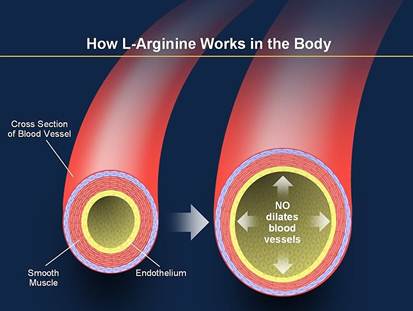 How L-Arginine Works in the Body
Cross Section
of Blood Vessel
NO
dilates
blood
vessels
Smooth
Muscle
Endothelium